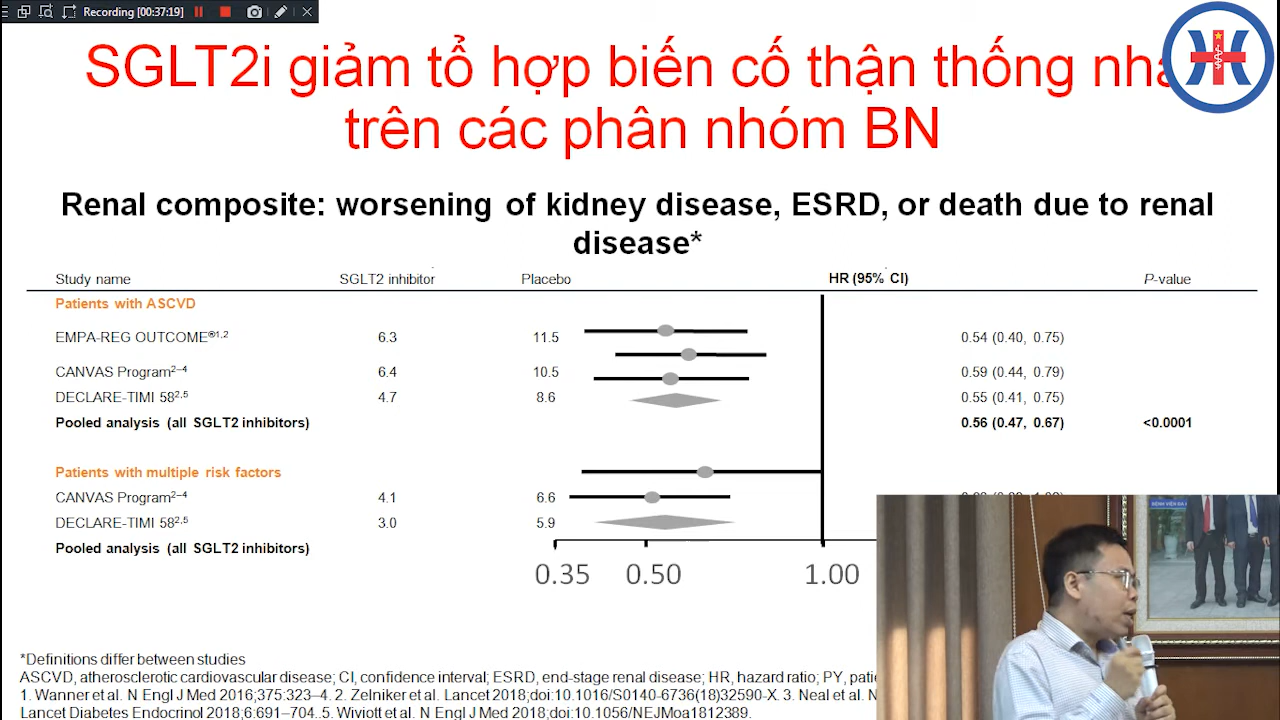 Recording [00:37:19]
SGLT2i giảm tổ hợp biến cố thận thống
trên các phân nhóm BN
Renal composite: worsening of kidney disease, ESRD, or death due to renal
disease*
Study name SGLT2 inhibitor Placebo HR (95% CI) P-value
Patients with ASCVD
EMPA-REG OUTCOME®1,2 6.3 11.5 0.54 (0.40, 0.75)
CANVAS Program2–4 6.4 10.5 0.59 (0.44, 0.79)
DECLARE-TIMI 582,5 4.7 8.6 0.55 (0.41, 0.75)
Pooled analysis (all SGLT2 inhibitors) 0.56 (0.47, 0.67) <0.0001
Patients with multiple risk factors
CANVAS Program2–4 4.1 6.6
DECLARE-TIMI 582,5 3.0 5.9
Pooled analysis (all SGLT2 inhibitors)
0.35 0.50 1.00
*Definitions differ between studies
ASCVD, atherosclerotic cardiovascular disease; CI, confidence interval; ESRD, end-stage renal disease; HR, hazard ratio; PY,
1. Wanner et al. N Engl J Med 2016;375:323–4. 2. Zelniker et al. Lancet 2018;doi:10.1016/S0140-6736(18)32590-X. 3. Neal et al. N
Lancet Diabetes Endocrinol 2018;6:691–704..5. Wiviott et al. N Engl J Med 2018;doi:10.1056/NEJMoa1812389.
BỆNH VIỆN ĐA